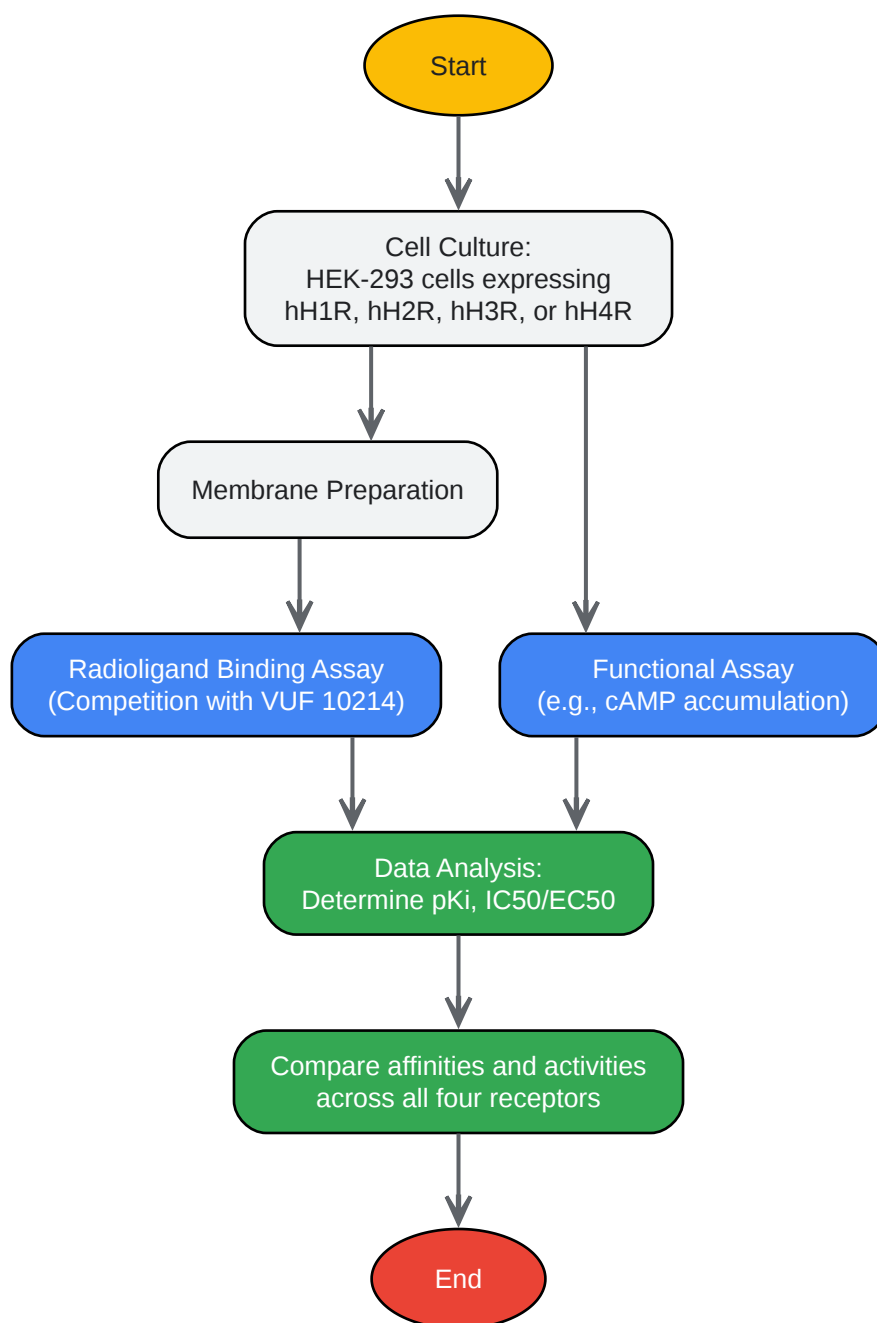 Start
Cell Culture:
HEK-293 cells expressing
hH1R, hH2R, hH3R, or hH4R
Membrane Preparation
Radioligand Binding Assay
(Competition with VUF 10214)
Functional Assay
(e.g., cAMP accumulation)
Data Analysis:
Determine pKi, IC50/EC50
Compare affinities and activities
across all four receptors
End